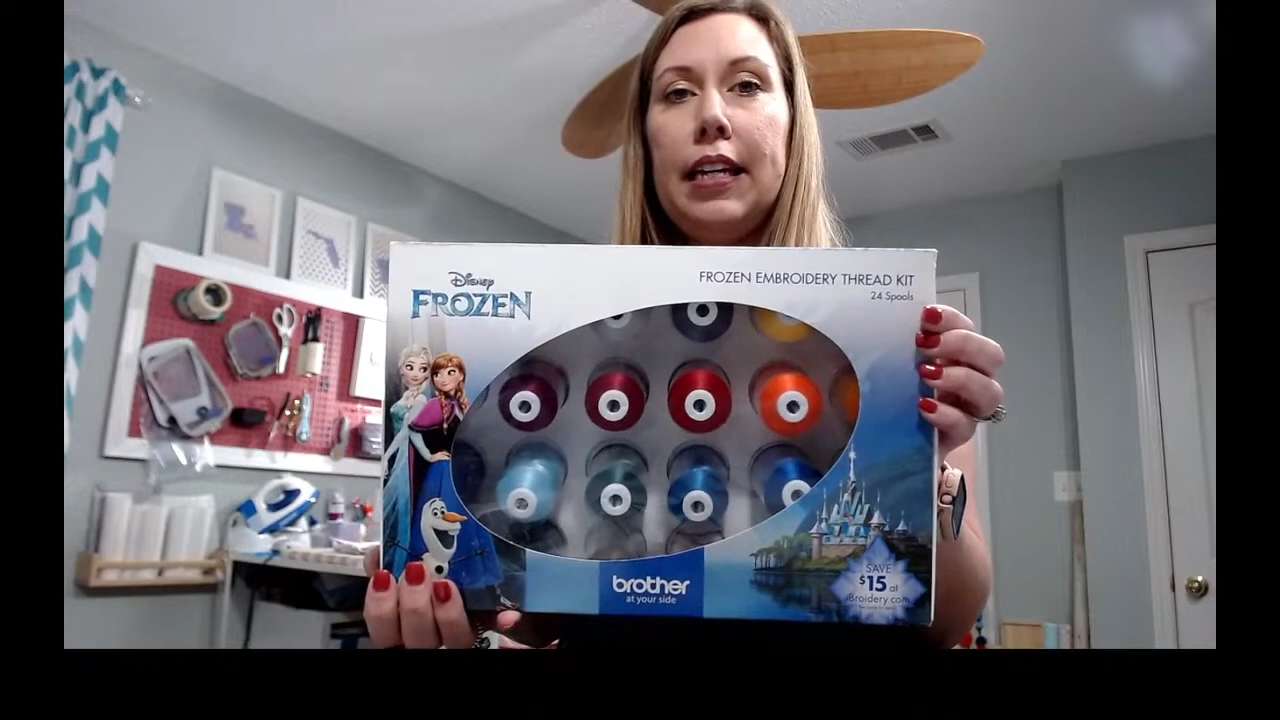 Disney
FROZEN
FROZEN EMBROIDERY THREAD KIT
24 Spools
brother
at your side
SAVE
$15 at
iBroidery.com